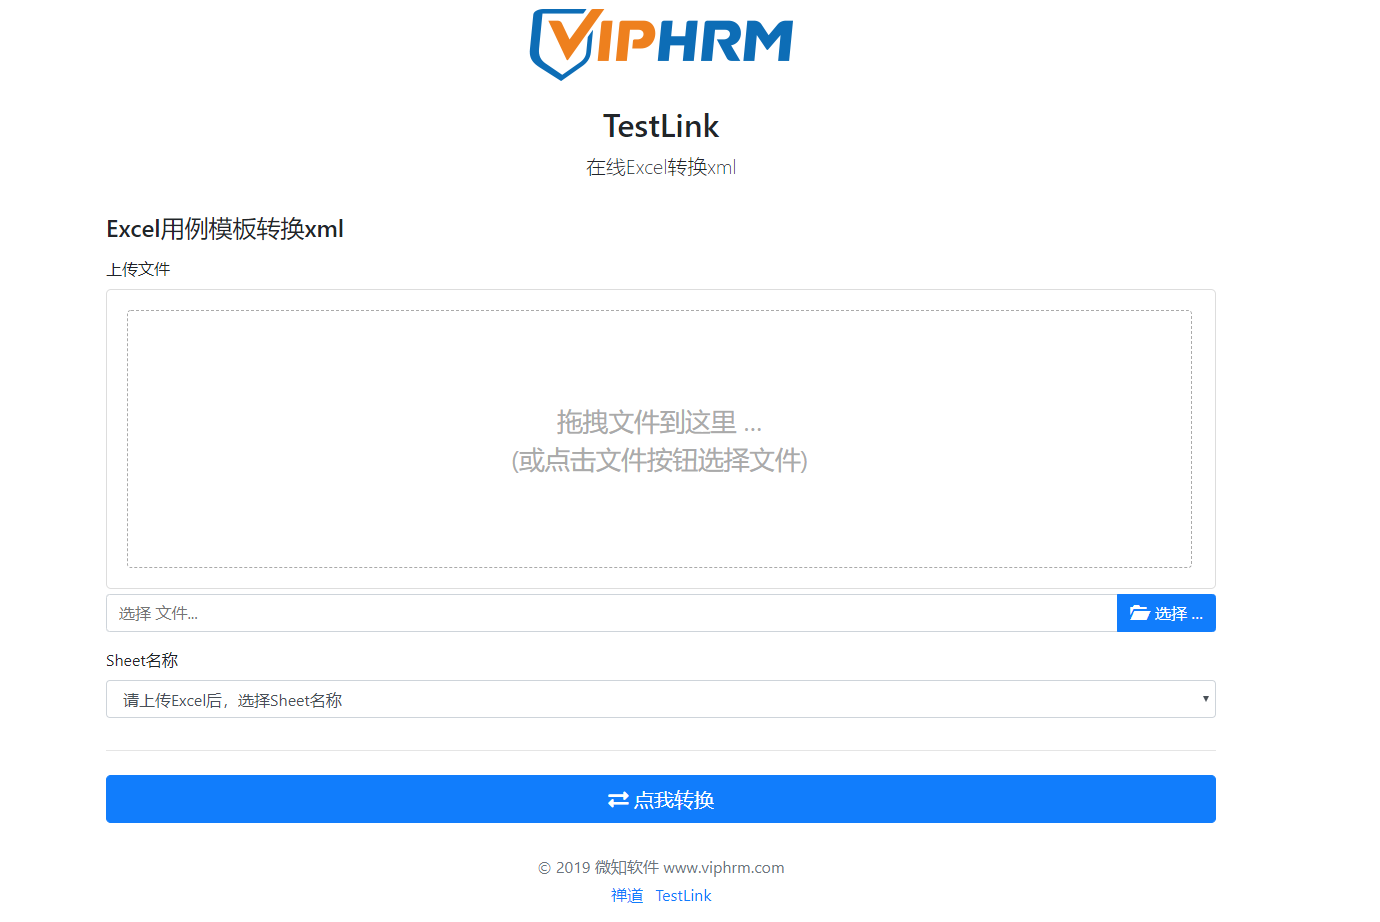 VIPHRM
TestLink
在线Excel转换xml
Excel用例模板转换xml
上传文件
拖拽文件到这里 ...
(或点击文件按钮选择文件)
选择 文件...
选择 ...
Sheet名称
请上传Excel后，选择Sheet名称
点我转换
© 2019 微知软件 www.viphrm.com
禅道 TestLink